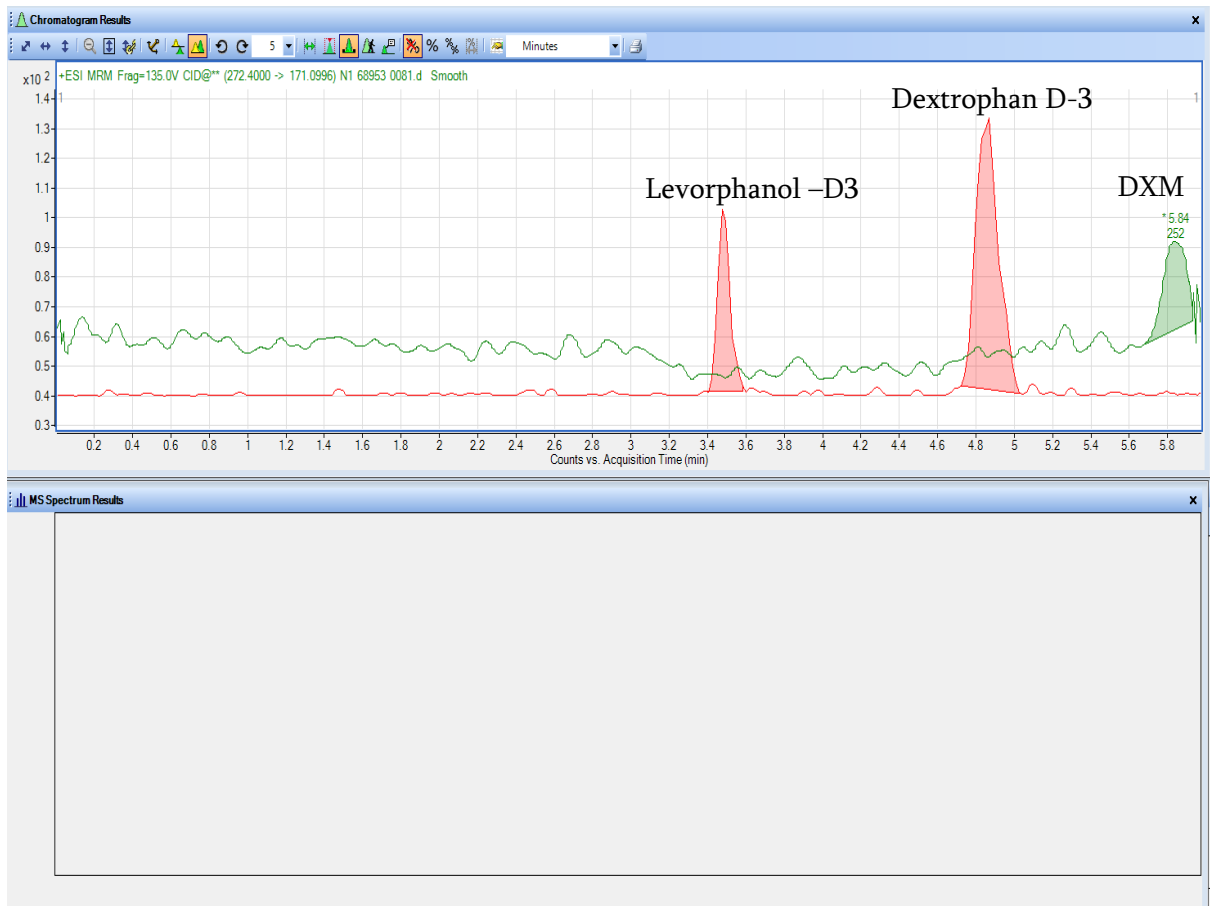 Chromatogram Results
x
5
%
%
%
Minutes
x10 2
+ESI MRM Frag=135.0V CID@** (272.4000 -> 171.0996) N1 68953 0081.d Smooth
1.4
1
1
Dextrophan D-3
1.3
1.2
Levorphanol –D3
DXM
1.1
1
* 5.84
252
0.9
0.8
0.7
0.6
0.5
0.4
0.3
0.2 0.4 0.6 0.8 1 1.2 1.4 1.6 1.8 2 2.2 2.4 2.6 2.8 3 3.2 3.4 3.6 3.8 4 4.2 4.4 4.6 4.8 5 5.2 5.4 5.6 5.8
Counts vs. Acquisition Time (min)
MS Spectrum Results
x